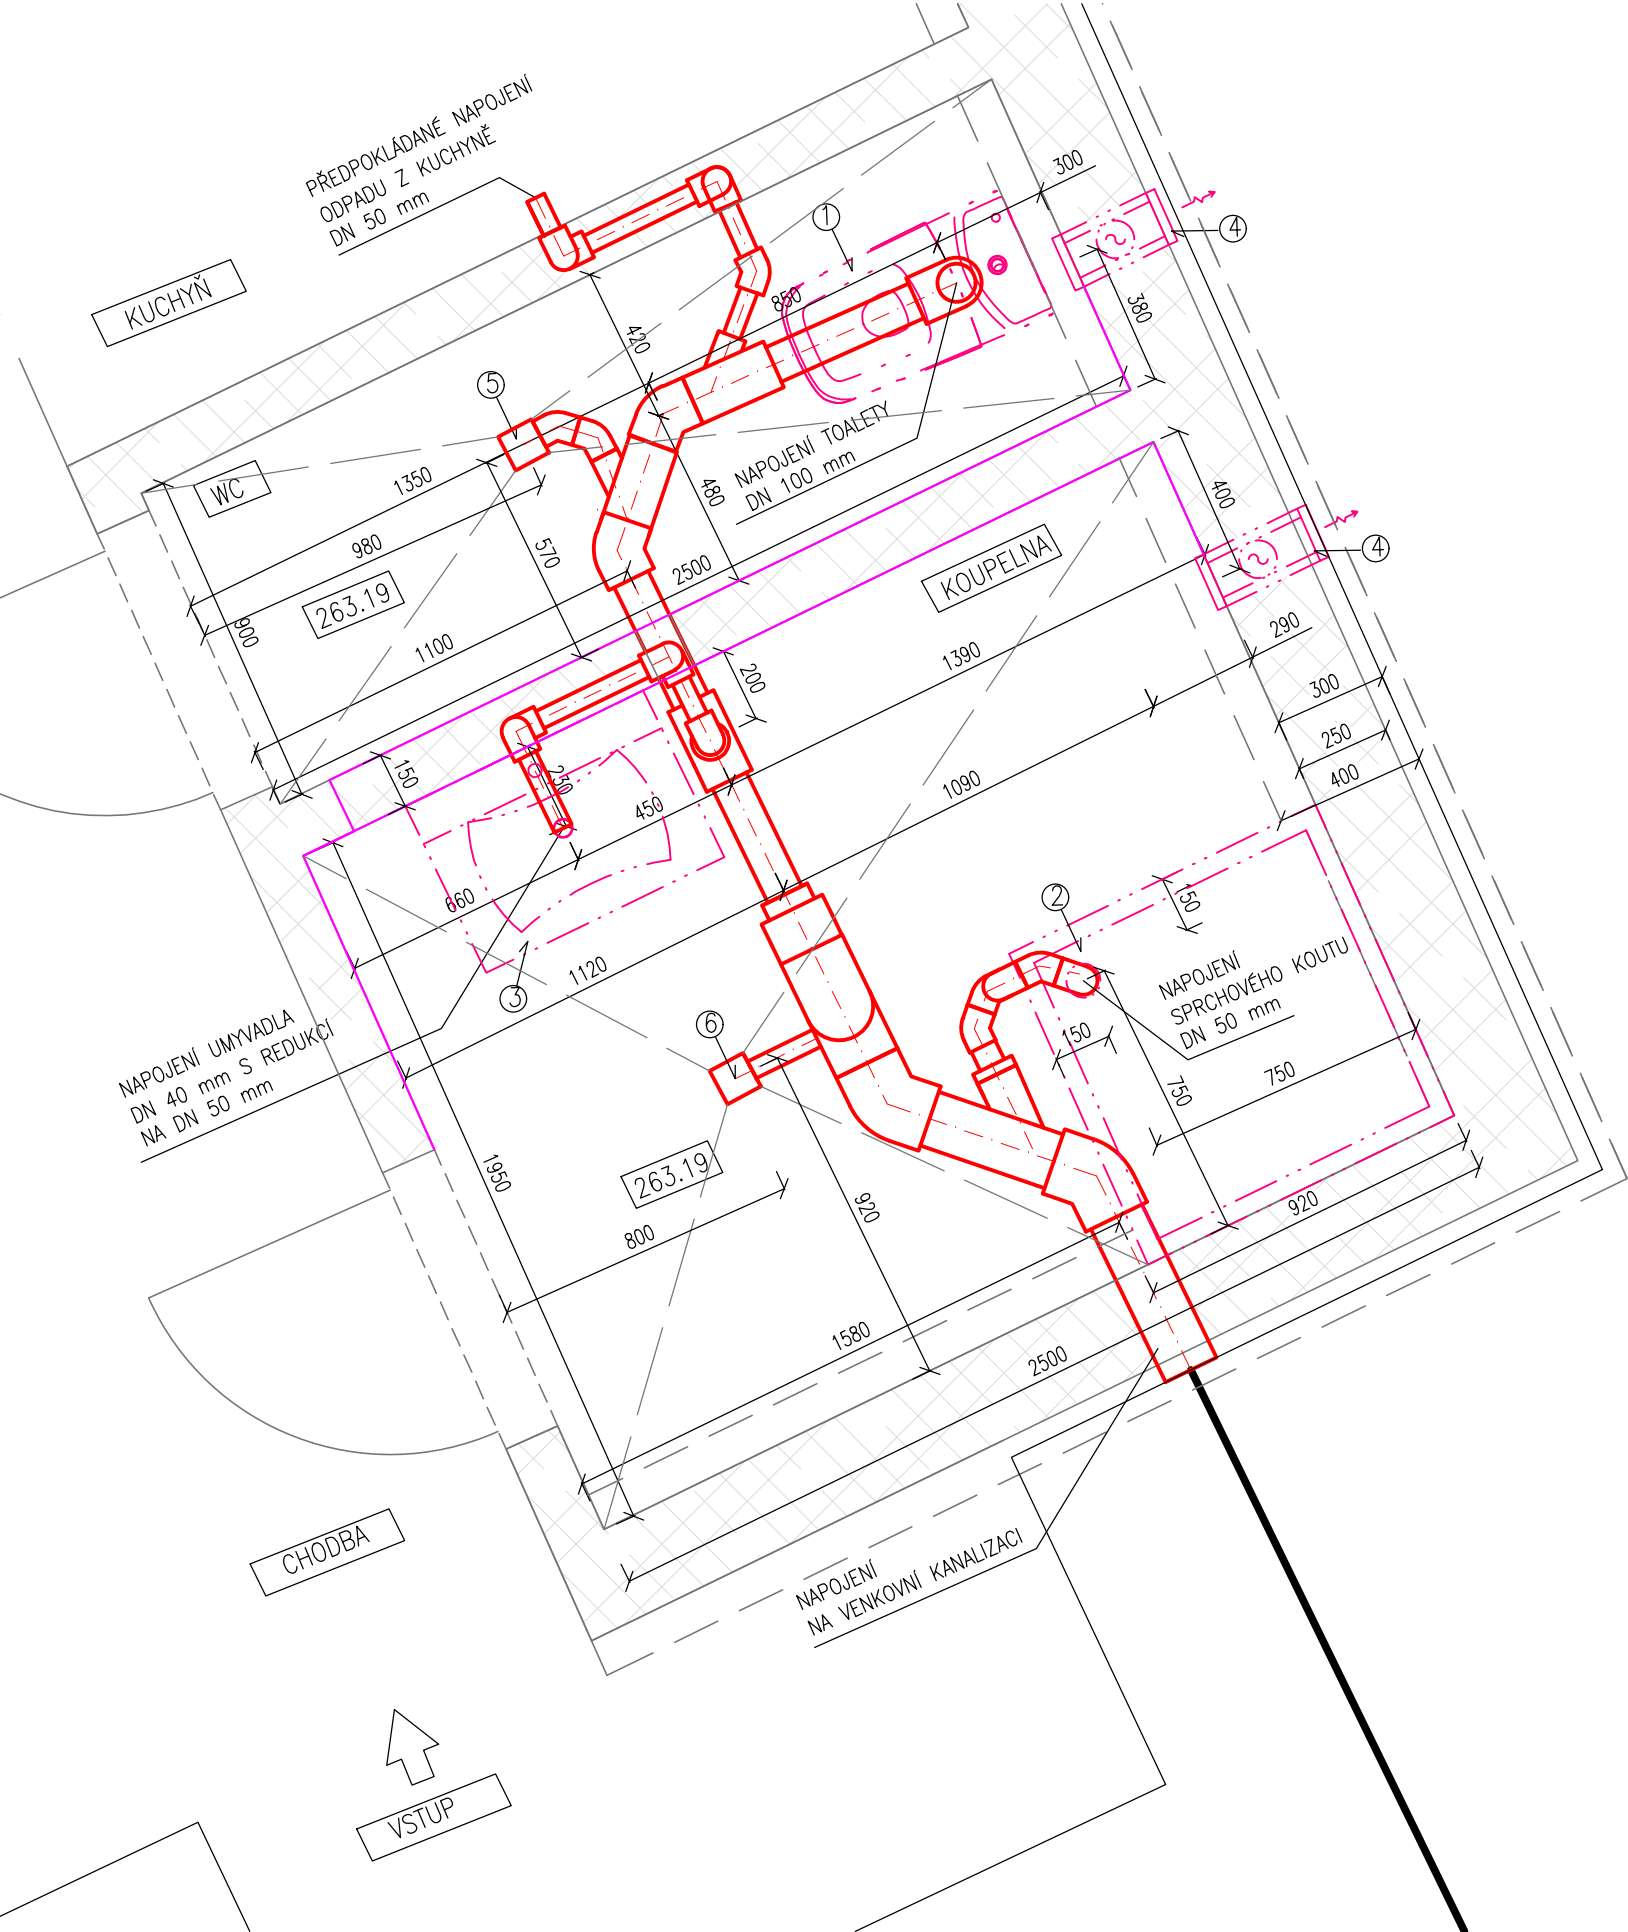 PŘEDPOKLÁDANÉ NAPOJENÍ
ODPADU Z KUCHYNĚ
DN 50 mm
KUCHYŇ
300
1
4
380
850
420
5
WC
1350
980
570
480
NAPOJENÍ TOALETY
DN 100 mm
400
4
263.19
900
1100
2500
KOUPELNA
200
1390
290
300
250
400
150
230
450
1090
660
1120
3
2
150
NAPOJENÍ
SPRCHOVÉHO KOUTU
DN 50 mm
150
750
750
NAPOJENÍ UMYVADLA
DN 40 mm S REDUKCÍ
NA DN 50 mm
6
1950
263.19
800
920
920
1580
2500
CHODBA
NAPOJENÍ
NA VENKOVNÍ KANALIZACI
VSTUP